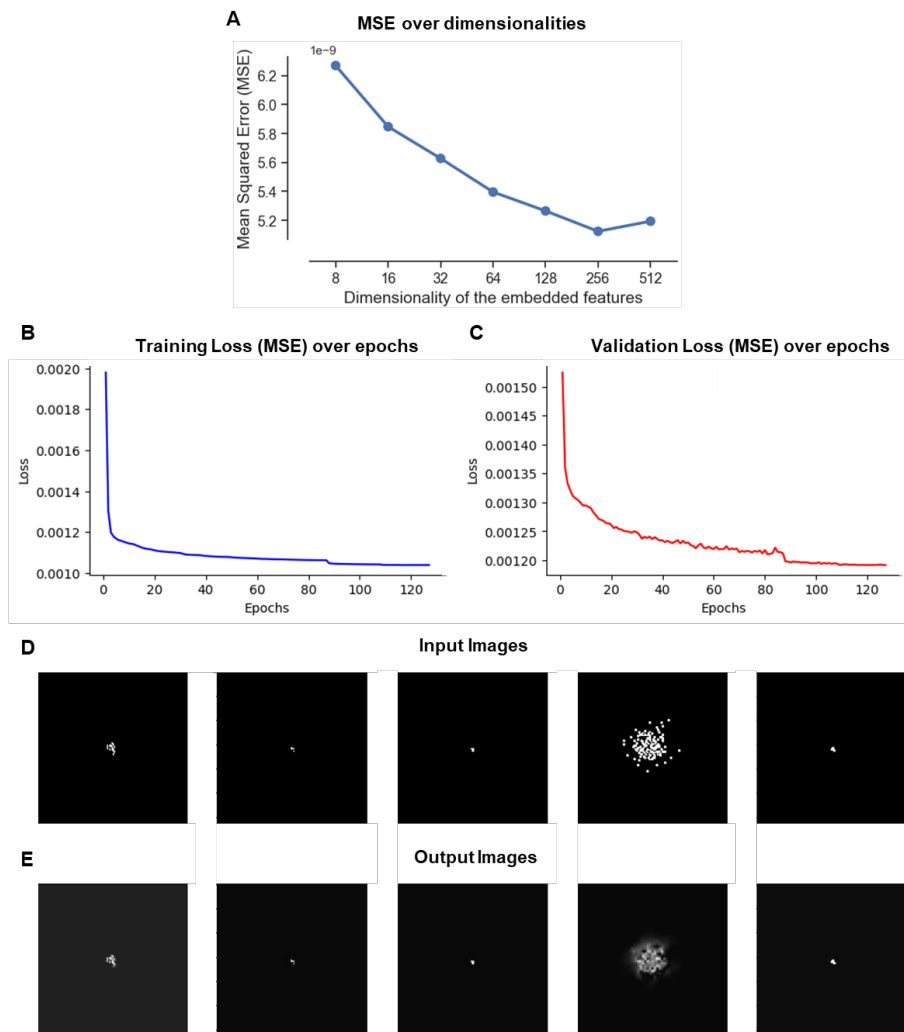 A
MSE over dimensionalities
1e−9
Mean Squared Error (MSE)
6.2
6.0
5.8
5.6
5.4
5.2
8 16 32 64 128 256 512
Dimensionality of the embedded features
B
Training Loss (MSE) over epochs
Loss
0.0020
0.0018
0.0016
0.0014
0.0012
0.0010
0 20 40 60 80 100 120
Epochs
C
Validation Loss (MSE) over epochs
Loss
0.00150
0.00145
0.00140
0.00135
0.00130
0.00125
0.00120
0 20 40 60 80 100 120
Epochs
D
Input Images
E
Output Images